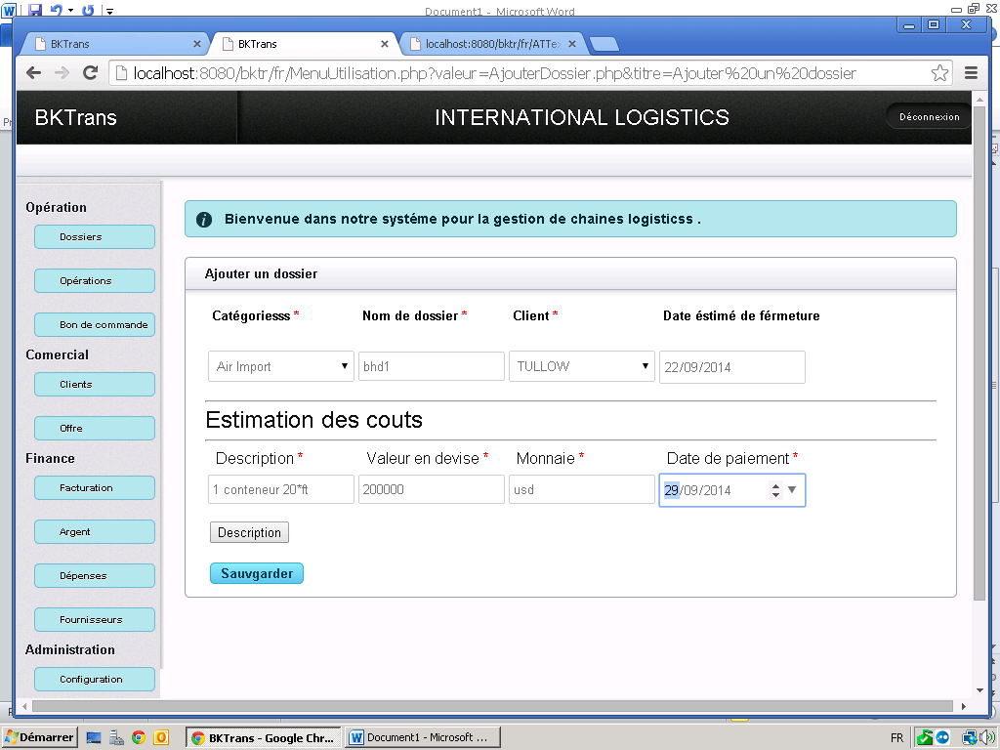 Document1 - Microsoft Word
BKTrans
BKTrans
localhost:8080/bktr/fr/ATTe
localhost:8080/bktr/fr/MenuUtilisation.php?valeur=AjouterDossier.php&titre=Ajouter%20un%20dossier
BKTrans
INTERNATIONAL LOGISTICS
Déconnexion
Opération
Dossiers
Opérations
Bon de commande
Comercial
Clients
Offre
Finance
Facturation
Argent
Dépenses
Fournisseurs
Administration
Configuration
Bienvenue dans notre systéme pour la gestion de chaines logisticss .
Ajouter un dossier
Catégoriesss * Nom de dossier * Client * Date éstimé de férmeture
Air Import bhd1 TULLOW 22/09/2014
Estimation des couts
Description * Valeur en devise * Monnaie * Date de paiement *
1 conteneur 20*ft 200000 usd 29/09/2014
Description
Sauvgarder
Démarrer
BKTrans - Google Chr...
Document1 - Microsoft ...
FR